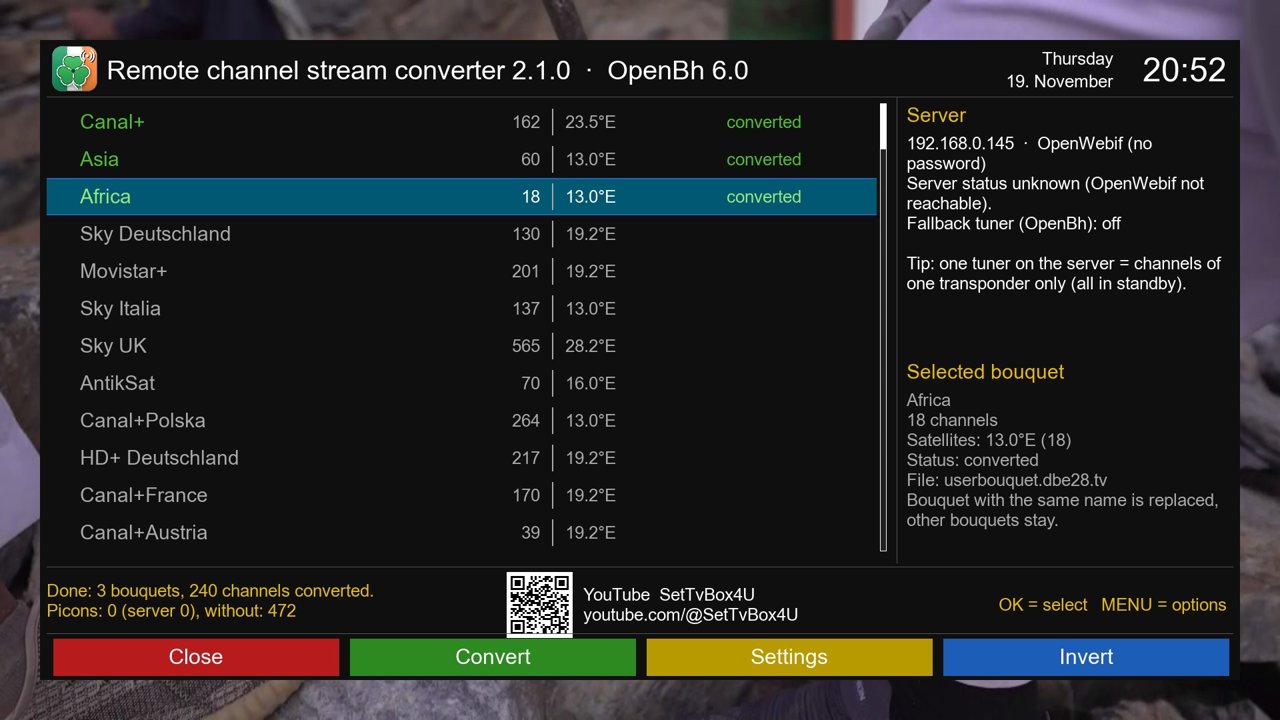 Remote channel stream converter 2.1.0 · OpenBh 6.0
Thursday
19. November
20:52
Canal+ 162 23.5°E converted
Asia 60 13.0°E converted
Africa 18 13.0°E converted
Sky Deutschland 130 19.2°E
Movistar+ 201 19.2°E
Sky Italia 137 13.0°E
Sky UK 565 28.2°E
AntikSat 70 16.0°E
Canal+Polska 264 13.0°E
HD+ Deutschland 217 19.2°E
Canal+France 170 19.2°E
Canal+Austria 39 19.2°E
Server
192.168.0.145 · OpenWebif (no
password)
Server status unknown (OpenWebif not
reachable).
Fallback tuner (OpenBh): off
Tip: one tuner on the server = channels of
one transponder only (all in standby).
Selected bouquet
Africa
18 channels
Satellites: 13.0°E (18)
Status: converted
File: userbouquet.dbe28.tv
Bouquet with the same name is replaced,
other bouquets stay.
Done: 3 bouquets, 240 channels converted.
Picons: 0 (server 0), without: 472
YouTube SetTvBox4U
youtube.com/@SetTvBox4U
OK = select MENU = options
Close Convert Settings Invert